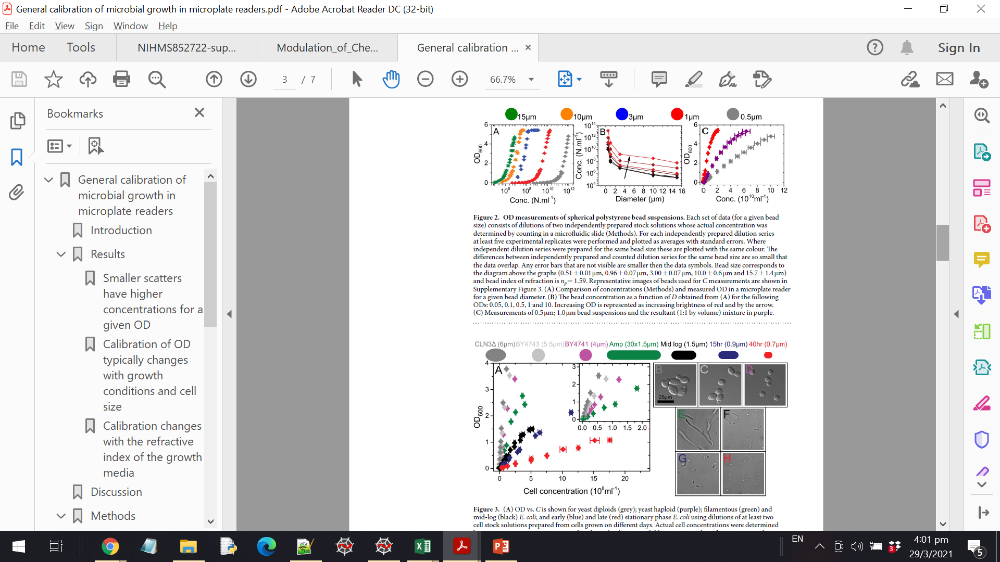 General calibration of microbial growth in microplate readers.pdf - Adobe Acrobat Reader DC (32-bit)
File Edit View Sign Window Help
Home Tools NIHMS852722-sup... Modulation_of_Che... General calibration ... × Sign In
3 / 7 66.7%
Bookmarks
General calibration of
microbial growth in
microplate readers
Introduction
Results
Smaller scatters
have higher
concentrations for a
given OD
Calibration of OD
typically changes
with growth
conditions and cell
size
Calibration changes
with the refractive
index of the growth
media
Discussion
Methods
15µm 10µm 3µm 1µm 0.5µm
A
OD600
6
4
2
0
10^6 10^8 10^10 10^12
Conc. (N.ml^-1)
B
Conc. (N.ml^-1)
10^14
10^12
10^10
10^8
10^6
10^4
0 2 4 6 8 10 12 14 16
Diameter (µm)
C
OD600
6
4
2
0
0 2 4 6 8 10 12
Conc. (10^10ml^-1)
Figure 2. OD measurements of spherical polystyrene bead suspensions. Each set of data (for a given bead
size) consists of dilutions of two independently prepared stock solutions whose actual concentration was
determined by counting in a microfluidic slide (Methods). For each independently prepared dilution series
at least five experimental replicates were performed and plotted as averages with standard errors. Where
independent dilution series were prepared for the same bead size these are plotted with the same colour. The
differences between independently prepared and counted dilution series for the same bead size are so small that
the data overlap. Any error bars that are not visible are smaller then the data symbols. Bead size corresponds to
the diagram above the graphs (0.51 ± 0.01 µm, 0.96 ± 0.07 µm, 3.00 ± 0.07 µm, 10.0 ± 0.6 µm and 15.7 ± 1.4 µm)
and bead index of refraction is np = 1.59. Representative images of beads used for C measurements are shown in
Supplementary Figure 3. (A) Comparison of concentrations (Methods) and measured OD in a microplate reader
for a given bead diameter. (B) The bead concentration as a function of D obtained from (A) for the following
ODs: 0.05, 0.1, 0.5, 1 and 10. Increasing OD is represented as increasing brightness of red and by the arrow.
(C) Measurements of 0.5 µm; 1.0 µm bead suspensions and the resultant (1:1 by volume) mixture in purple.
CLN3Δ (6µm) BY4743 (5.5µm) BY4741 (4µm) Amp (30x1.5µm) Mid log (1.5µm) 15hr (0.9µm) 40hr (0.7µm)
A
OD600
4
3
2
1
0
0 5 10 15 20
Cell concentration (10^8ml^-1)
3
2
1
0
0.0 0.5 1.0 1.5 2.0
B C D
25µm
E F
G H
Figure 3. (A) OD vs. C is shown for yeast diploids (grey); yeast haploid (purple); filamentous (green) and
mid-log (black) E. coli; and early (blue) and late (red) stationary phase E. coli using dilutions of at least two
cell stock solutions prepared from cells grown on different days. Actual cell concentrations were determined
EN
3
4:01 pm
29/3/2021
5